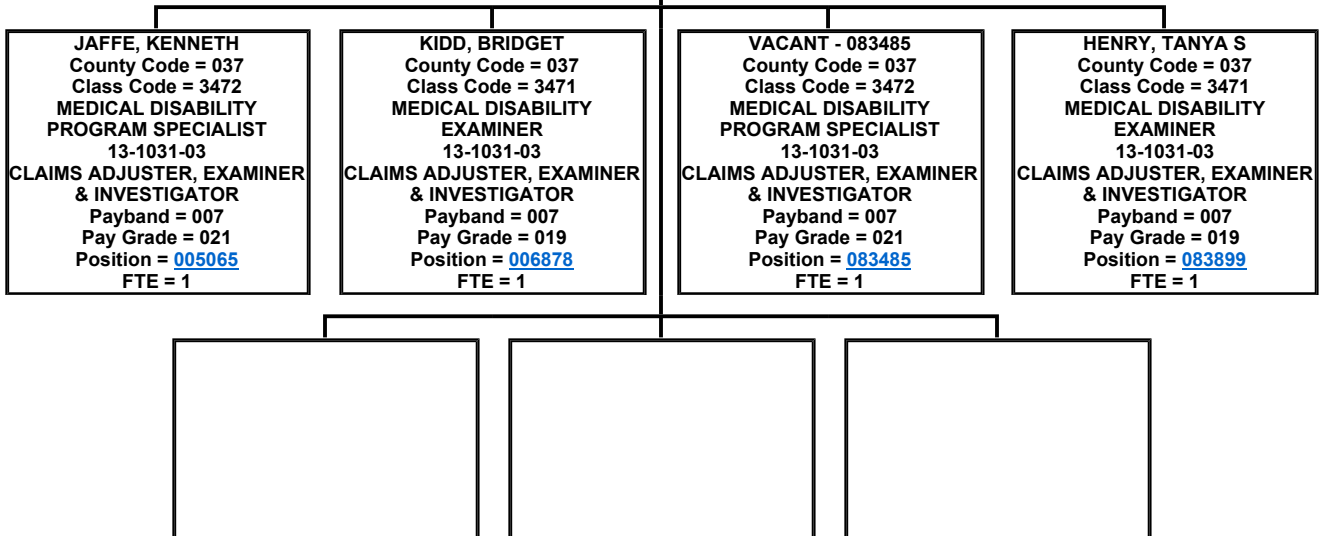 JAFFE, KENNETH
County Code = 037
Class Code = 3472
MEDICAL DISABILITY
PROGRAM SPECIALIST
13-1031-03
CLAIMS ADJUSTER, EXAMINER
& INVESTIGATOR
Payband = 007
Pay Grade = 021
Position = 005065
FTE = 1
KIDD, BRIDGET
County Code = 037
Class Code = 3471
MEDICAL DISABILITY
EXAMINER
13-1031-03
CLAIMS ADJUSTER, EXAMINER
& INVESTIGATOR
Payband = 007
Pay Grade = 019
Position = 006878
FTE = 1
VACANT - 083485
County Code = 037
Class Code = 3472
MEDICAL DISABILITY
PROGRAM SPECIALIST
13-1031-03
CLAIMS ADJUSTER, EXAMINER
& INVESTIGATOR
Payband = 007
Pay Grade = 021
Position = 083485
FTE = 1
HENRY, TANYA S
County Code = 037
Class Code = 3471
MEDICAL DISABILITY
EXAMINER
13-1031-03
CLAIMS ADJUSTER, EXAMINER
& INVESTIGATOR
Payband = 007
Pay Grade = 019
Position = 083899
FTE = 1